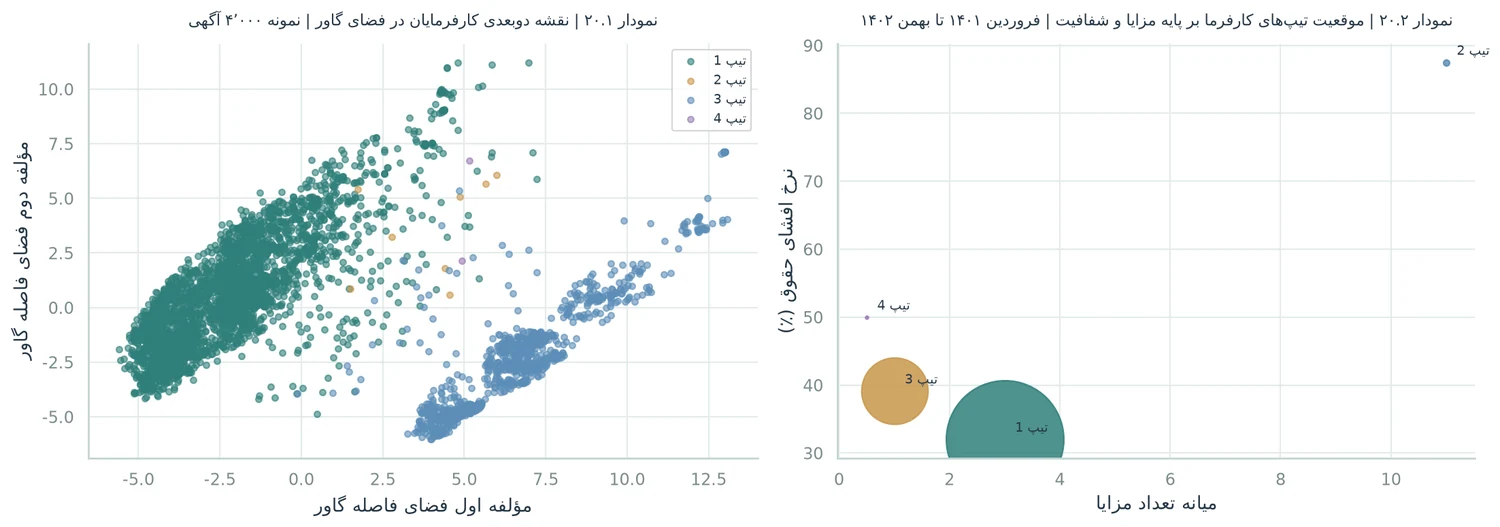 نمودار ۲۰.۱ | نقشه دوبعدی کارفرمایان در فضای گاور | نمونه ۴٬۰۰۰ آگهی
تیپ 1
تیپ 2
تیپ 3
تیپ 4
مؤلفه دوم فضای فاصله گاور
10.0
7.5
5.0
2.5
0.0
-2.5
-5.0
-5.0 -2.5 0.0 2.5 5.0 7.5 10.0 12.5
مؤلفه اول فضای فاصله گاور
نمودار ۲۰.۲ | موقعیت تیپ‌های کارفرما بر پایه مزایا و شفافیت | فروردین ۱۴۰۱ تا بهمن ۱۴۰۲
نرخ افشای حقوق (٪)
90
80
70
60
50
40
30
تیپ 2
تیپ 4
تیپ 3
تیپ 1
0 2 4 6 8 10
میانه تعداد مزایا